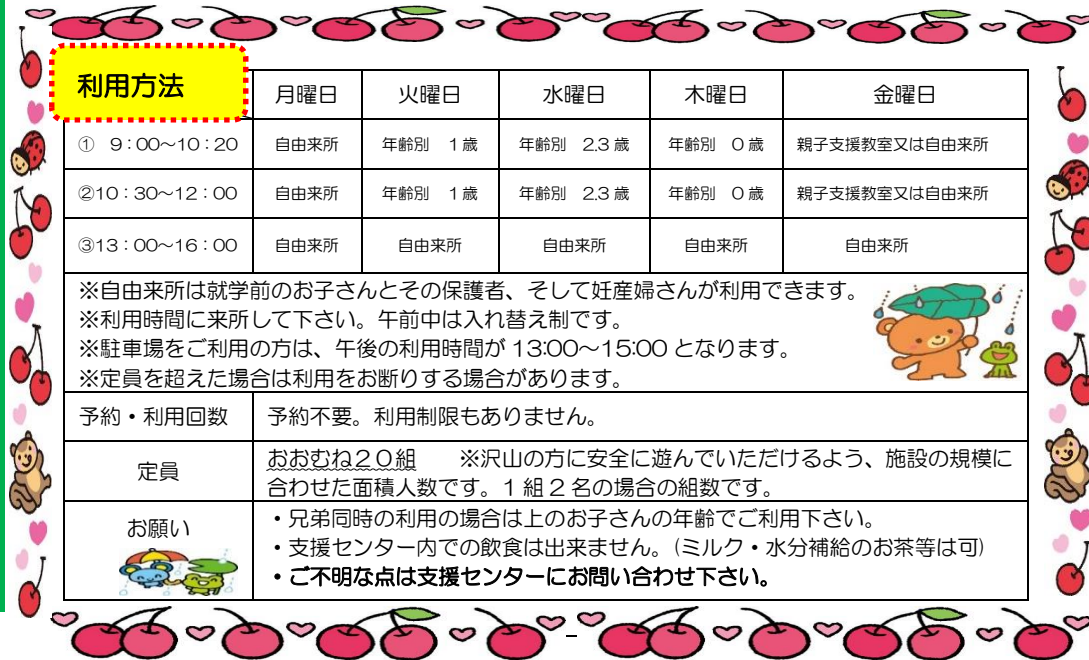 利用方法 月曜日 火曜日 水曜日 木曜日 金曜日
① 9:00～10:20 自由来所 年齢別 1歳 年齢別 2.3歳 年齢別 0歳 親子支援教室又は自由来所
②10:30～12:00 自由来所 年齢別 1歳 年齢別 2.3歳 年齢別 0歳 親子支援教室又は自由来所
③13:00～16:00 自由来所 自由来所 自由来所 自由来所 自由来所
※自由来所は就学前のお子さんとその保護者、そして妊産婦さんが利用できます。
※利用時間に来所して下さい。午前中は入れ替え制です。
※駐車場をご利用の方は、午後の利用時間が 13:00～15:00 となります。
※定員を超えた場合は利用をお断りする場合があります。
予約・利用回数 予約不要。利用制限もありません。
定員 おおむね20組 ※沢山の方に安全に遊んでいただけるよう、施設の規模に
合わせた面積人数です。1組2名の場合の組数です。
お願い ・兄弟同時の利用の場合は上のお子さんの年齢でご利用下さい。
・支援センター内での飲食は出来ません。(ミルク・水分補給のお茶等は可)
・ご不明な点は支援センターにお問い合わせ下さい。